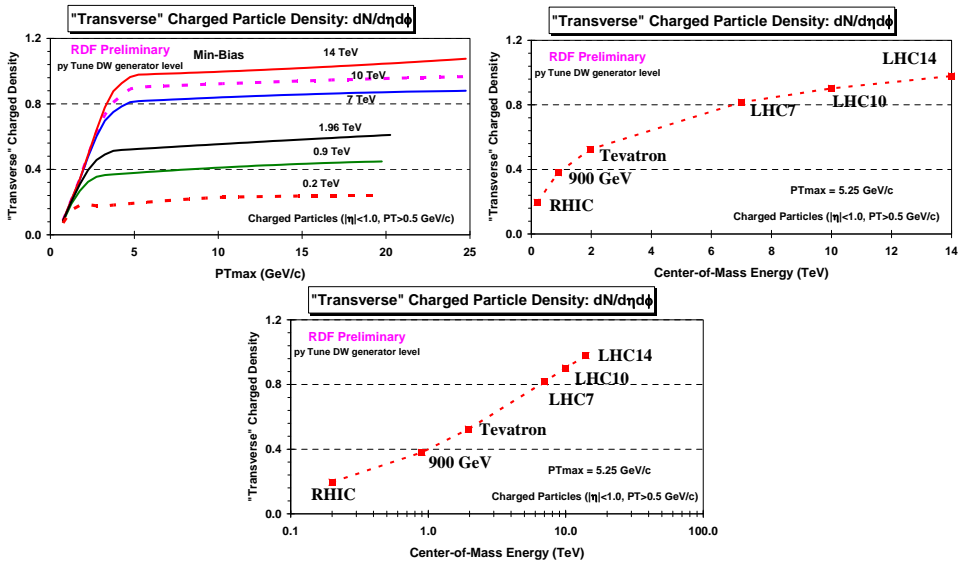 "Transverse" Charged Particle Density: dN/dηdϕ
RDF Preliminary
py Tune DW generator level
Min-Bias
14 TeV
10 TeV
7 TeV
1.96 TeV
0.9 TeV
0.2 TeV
Charged Particles (|η|<1.0, PT>0.5 GeV/c)
"Transverse" Charged Density
1.2
0.8
0.4
0.0
0
5
10
15
20
25
PTmax (GeV/c)
"Transverse" Charged Particle Density: dN/dηdϕ
RDF Preliminary
py Tune DW generator level
LHC14
LHC10
LHC7
Tevatron
900 GeV
RHIC
PTmax = 5.25 GeV/c
Charged Particles (|η|<1.0, PT>0.5 GeV/c)
"Transverse" Charged Density
1.2
0.8
0.4
0.0
0
2
4
6
8
10
12
14
Center-of-Mass Energy (TeV)
"Transverse" Charged Particle Density: dN/dηdϕ
RDF Preliminary
py Tune DW generator level
LHC14
LHC10
LHC7
Tevatron
900 GeV
RHIC
PTmax = 5.25 GeV/c
Charged Particles (|η|<1.0, PT>0.5 GeV/c)
"Transverse" Charged Density
1.2
0.8
0.4
0.0
0.1
1.0
10.0
100.0
Center-of-Mass Energy (TeV)